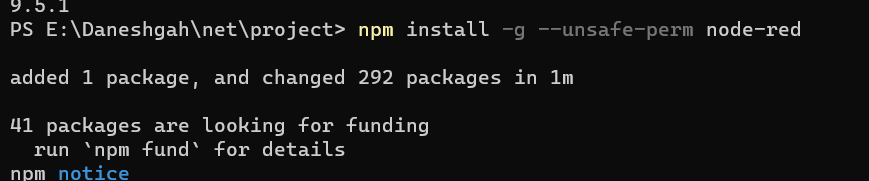 9.5.1
PS E:\Daneshgah\net\project> npm install -g --unsafe-perm node-red
added 1 package, and changed 292 packages in 1m
41 packages are looking for funding
run `npm fund` for details
npm notice